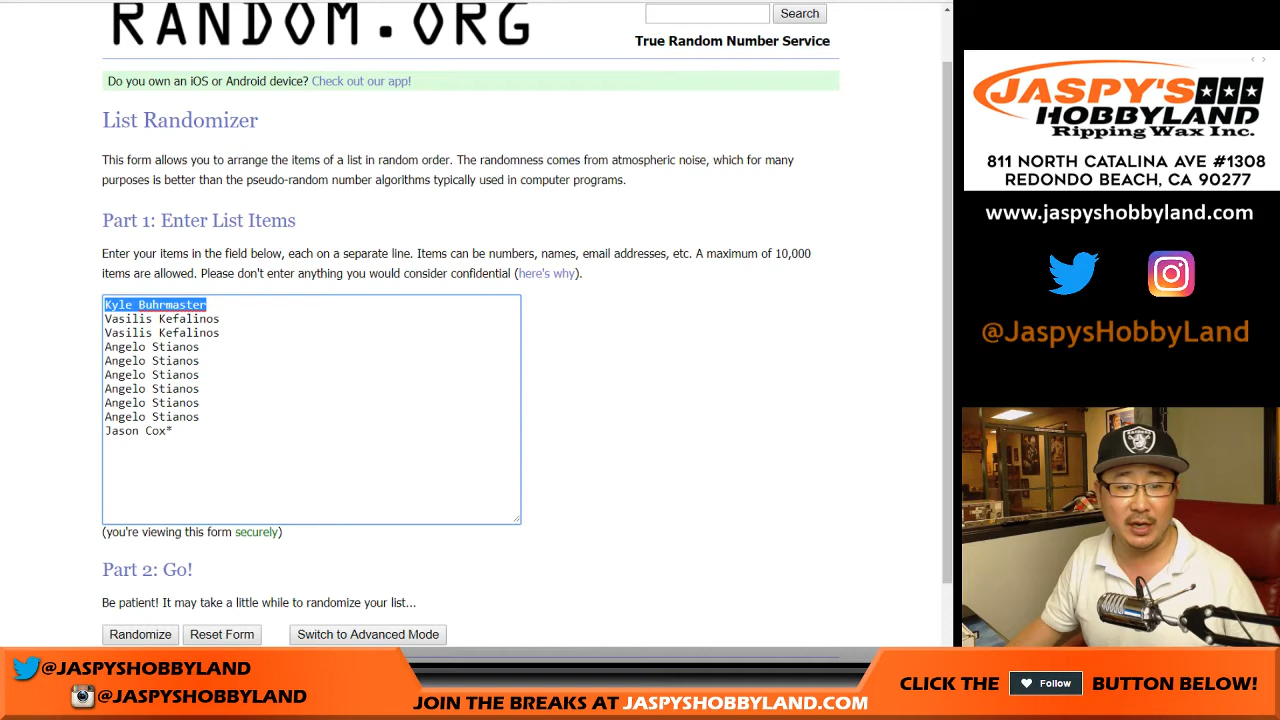 RANDOM.ORG
Search
True Random Number Service
Do you own an iOS or Android device? Check out our app!
List Randomizer
This form allows you to arrange the items of a list in random order. The randomness comes from atmospheric noise, which for many
purposes is better than the pseudo-random number algorithms typically used in computer programs.
Part 1: Enter List Items
Enter your items in the field below, each on a separate line. Items can be numbers, names, email addresses, etc. A maximum of 10,000
items are allowed. Please don't enter anything you would consider confidential (here's why).
Kyle Buhrmaster
Vasilis Kefalinos
Vasilis Kefalinos
Angelo Stianos
Angelo Stianos
Angelo Stianos
Angelo Stianos
Angelo Stianos
Angelo Stianos
Jason Cox*
(you're viewing this form securely)
Part 2: Go!
Be patient! It may take a little while to randomize your list...
Randomize
Reset Form
Switch to Advanced Mode
JASPY'S
HOBBYLAND
Ripping Wax Inc.
811 NORTH CATALINA AVE #1308
REDONDO BEACH, CA 90277
www.jaspyshobbyland.com
@JaspysHobbyLand
RAIDERS
@JASPYSHOBBYLAND
@JASPYSHOBBYLAND
JOIN THE BREAKS AT JASPYSHOBBYLAND.COM
CLICK THE Follow BUTTON BELOW!